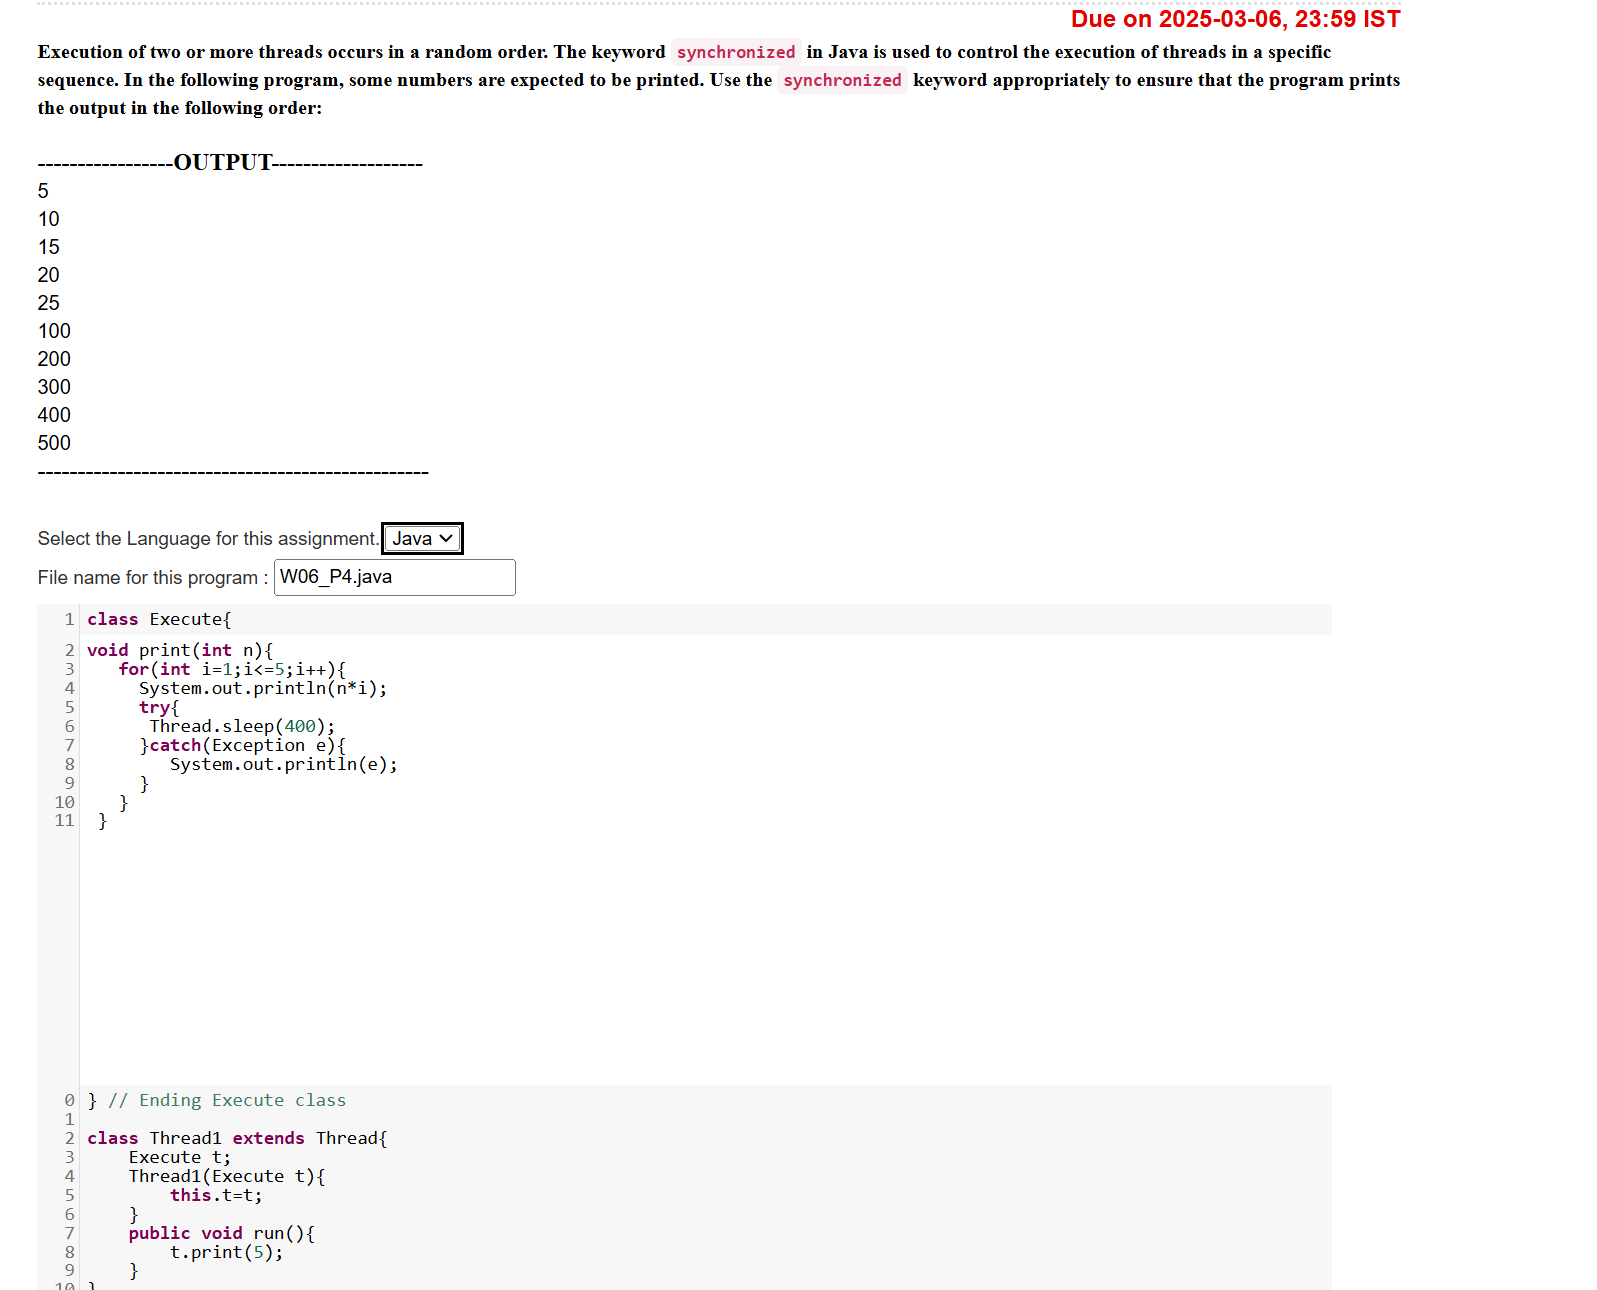 Due on 2025-03-06, 23:59 IST
Execution of two or more threads occurs in a random order. The keyword synchronized in Java is used to control the execution of threads in a specific
sequence. In the following program, some numbers are expected to be printed. Use the synchronized keyword appropriately to ensure that the program prints
the output in the following order:
-----------------OUTPUT-------------------
5
10
15
20
25
100
200
300
400
500
-------------------------------------------------
Select the Language for this assignment. Java
File name for this program : W06_P4.java
1 class Execute{
2 void print(int n){
3    for(int i=1;i<=5;i++){
4      System.out.println(n*i);
5      try{
6       Thread.sleep(400);
7      }catch(Exception e){
8         System.out.println(e);
9      }
10    }
11  }
0 } // Ending Execute class
1
2 class Thread1 extends Thread{
3     Execute t;
4     Thread1(Execute t){
5         this.t=t;
6     }
7     public void run(){
8         t.print(5);
9     }
10 }